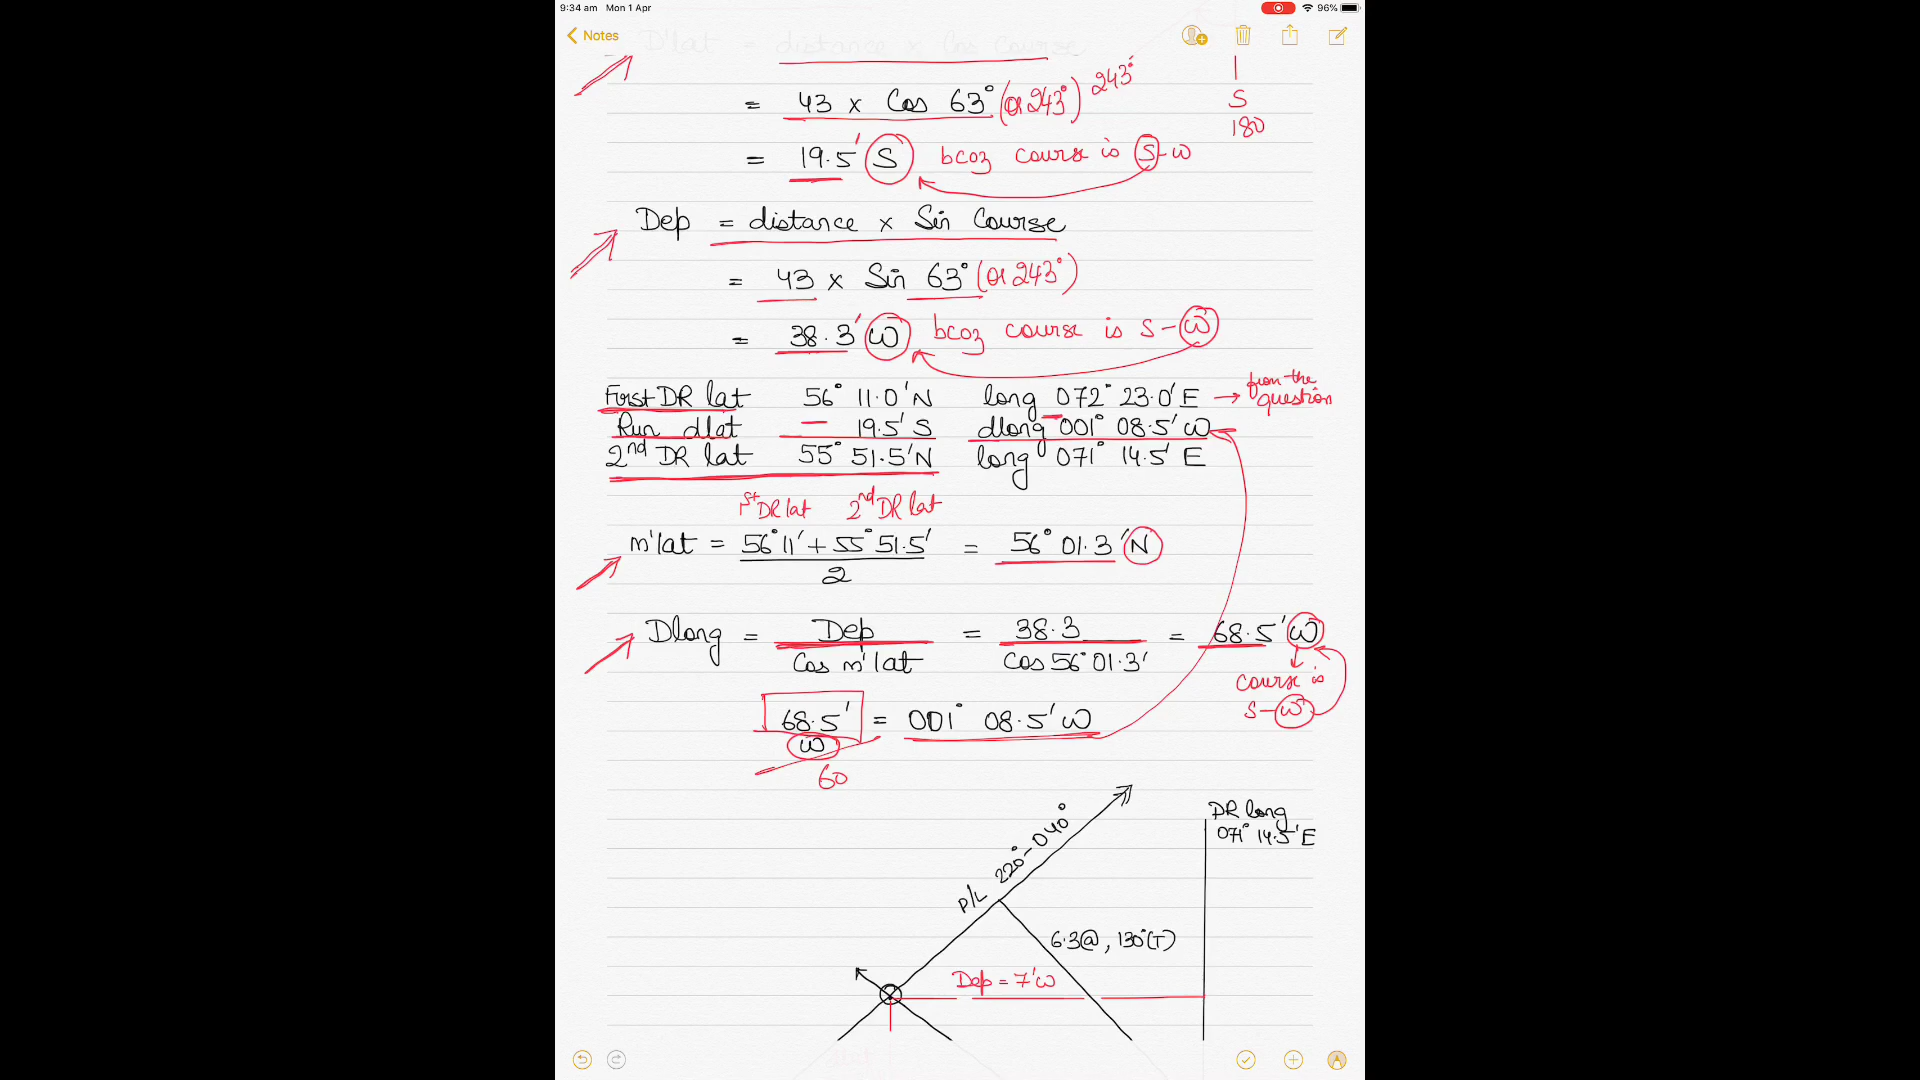 9:34 am Mon 1 Apr
96%
Notes
D'lat = distance x Cos Course
= 43 x Cos 63° (or 243°) 243°
S
180
= 19.5' S bcoz course is S-W
Dep = distance x Sin Course
= 43 x Sin 63° (or 243°)
= 38.3' W bcoz course is S-W
First DR lat 56° 11.0' N long 072° 23.0' E → from the question
Run dlat 19.5' S dlong 001° 08.5' W
2nd DR lat 55° 51.5' N long 071° 14.5' E
1st DR lat 2nd DR lat
m'lat = 56° 11' + 55° 51.5' = 56° 01.3' N
2
Dlong = Dep = 38.3 = 68.5' W
Cos m'lat Cos 56° 01.3'
course is
S-W
68.5' = 001° 08.5' W
W
60
DR long
071° 14.5' E
P/L 220° - 040°
6.3@, 130°(T)
Dep = 7' W